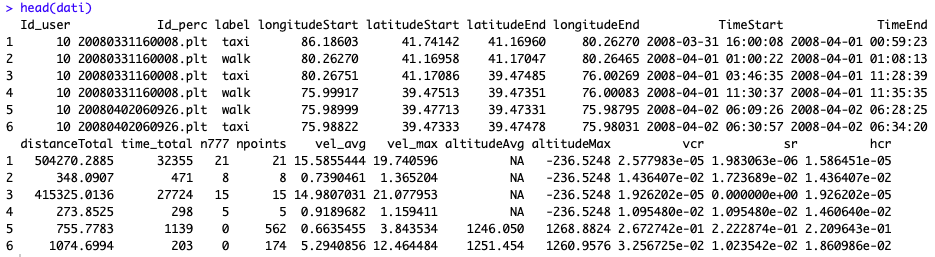 > head(dati)
Id_user Id_perc label longitudeStart latitudeStart latitudeEnd longitudeEnd TimeStart TimeEnd
1 10 20080331160008.plt taxi 86.18603 41.74142 41.16960 80.26270 2008-03-31 16:00:08 2008-04-01 00:59:23
2 10 20080331160008.plt walk 80.26270 41.16958 41.17047 80.26465 2008-04-01 01:00:22 2008-04-01 01:08:13
3 10 20080331160008.plt taxi 80.26751 41.17086 39.47485 76.00269 2008-04-01 03:46:35 2008-04-01 11:28:39
4 10 20080331160008.plt walk 75.99917 39.47513 39.47351 76.00083 2008-04-01 11:30:37 2008-04-01 11:35:35
5 10 20080402060926.plt walk 75.98999 39.47713 39.47331 75.98795 2008-04-02 06:09:26 2008-04-02 06:28:25
6 10 20080402060926.plt taxi 75.98822 39.47333 39.47478 75.98031 2008-04-02 06:30:57 2008-04-02 06:34:20
distanceTotal time_total n777 npoints vel_avg vel_max altitudeAvg altitudeMax vcr sr hcr
1 504270.2885 32355 21 21 15.5855444 19.740596 NA -236.5248 2.577983e-05 1.983063e-06 1.586451e-05
2 348.0907 471 8 8 0.7390461 1.365204 NA -236.5248 1.436407e-02 1.723689e-02 1.436407e-02
3 415325.0136 27724 15 15 14.9807031 21.077953 NA -236.5248 1.926202e-05 0.000000e+00 1.926202e-05
4 273.8525 298 5 5 0.9189682 1.159411 NA -236.5248 1.095480e-02 1.095480e-02 1.460640e-02
5 755.7783 1139 0 562 0.6635455 3.843534 1246.050 1268.8824 2.672742e-01 2.222874e-01 2.209643e-01
6 1074.6994 203 0 174 5.2940856 12.464484 1251.454 1260.9576 3.256725e-02 1.023542e-02 1.860986e-02